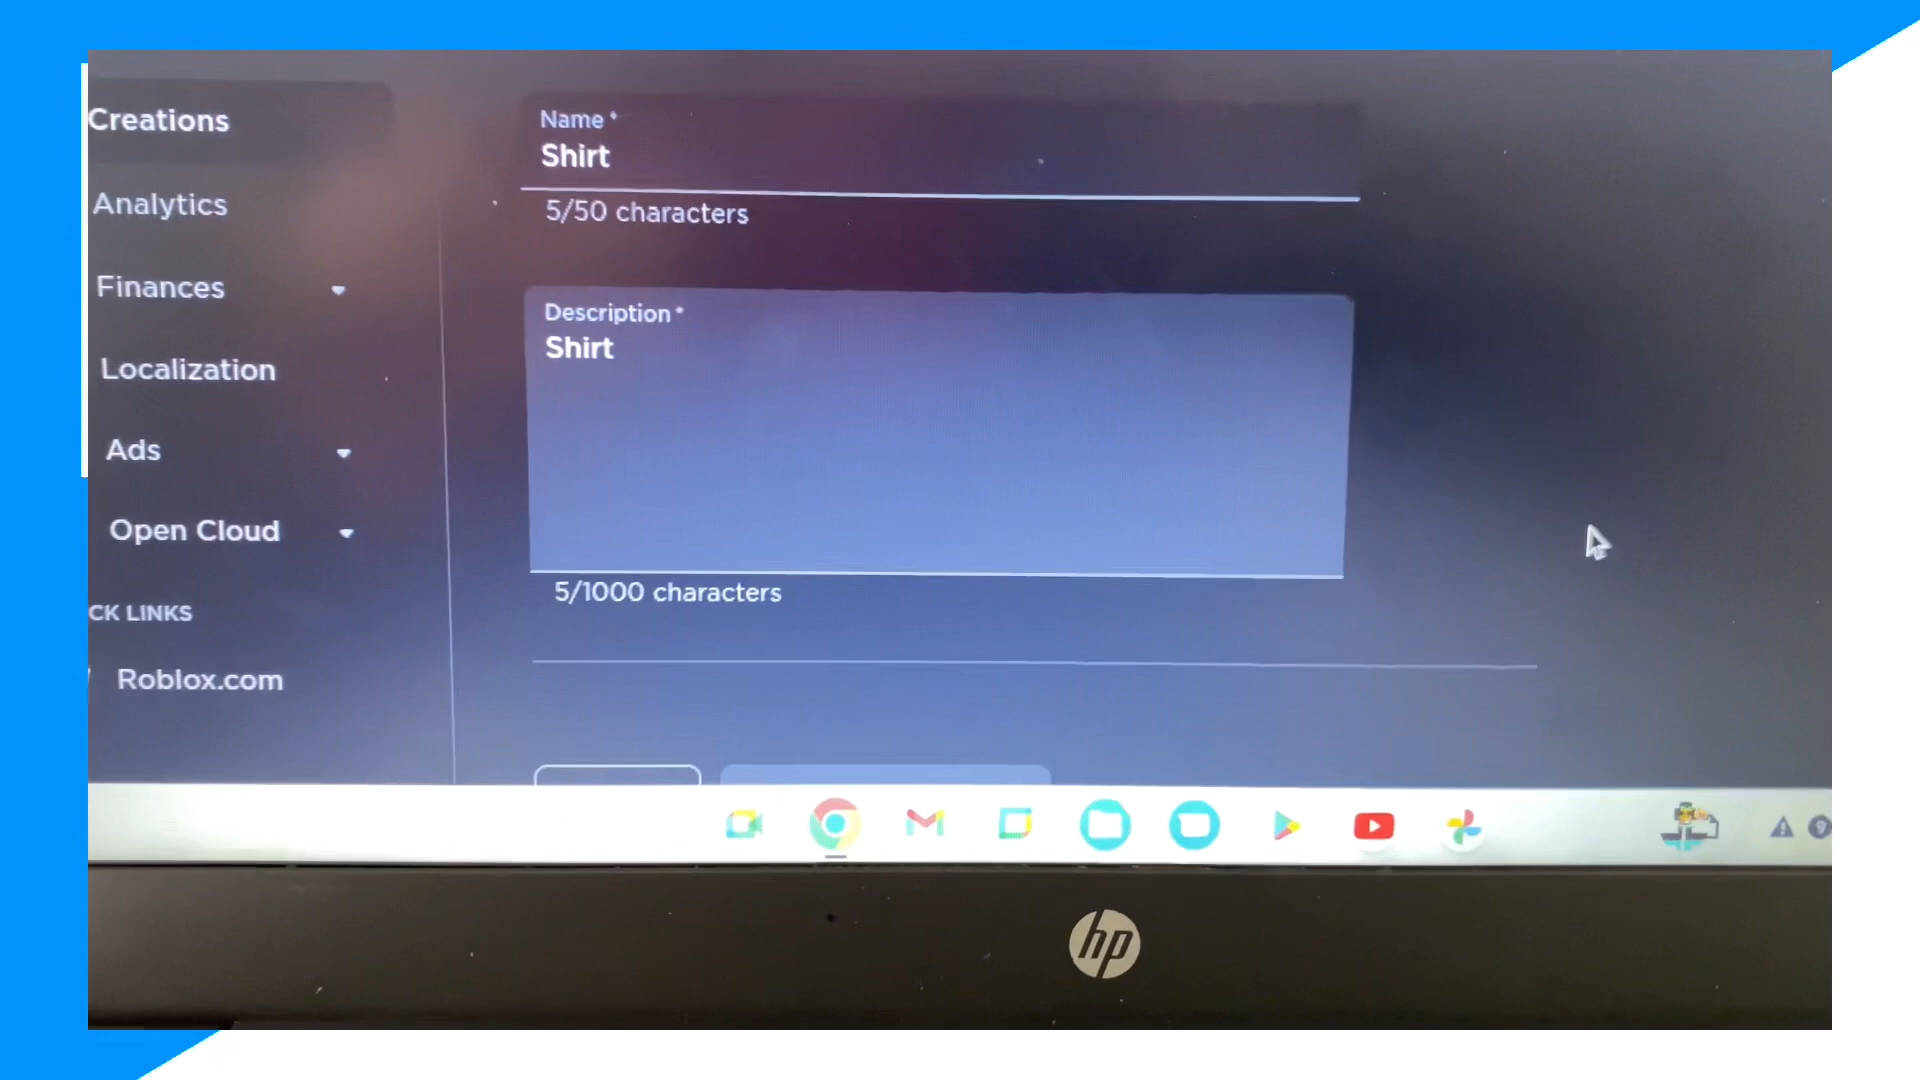 Creations
Analytics
Finances
Localization
Ads
Open Cloud
CK LINKS
Roblox.com
Name *
Shirt
5/50 characters
Description *
Shirt
5/1000 characters
hp